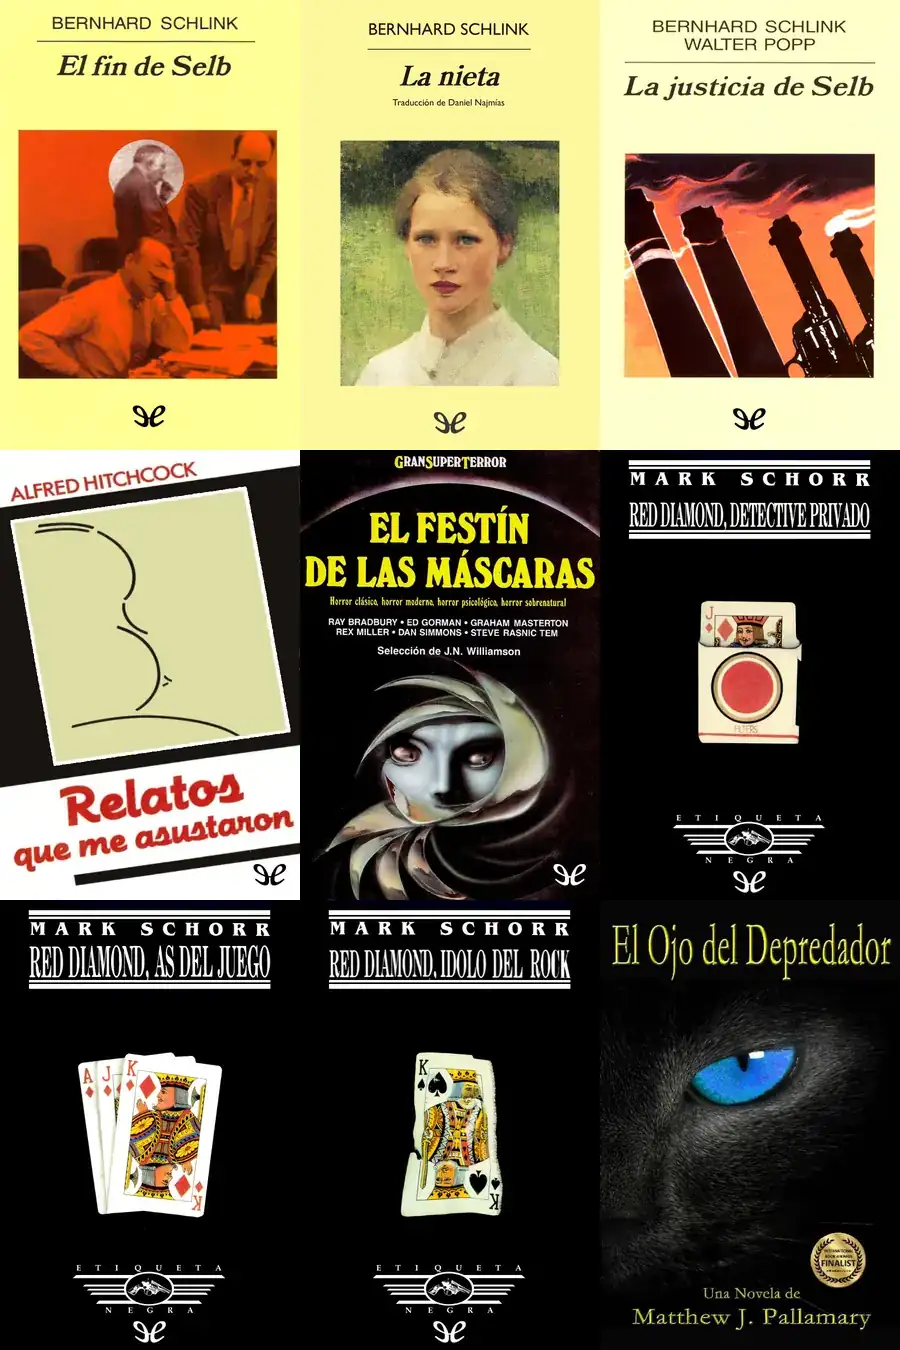 BERNHARD SCHLINK
El fin de Selb
BERNHARD SCHLINK
La nieta
Traducción de Daniel Najmías
BERNHARD SCHLINK
WALTER POPP
La justicia de Selb
ALFRED HITCHCOCK
Relatos
que me asustaron
GRANSUPERTERROR
EL FESTÍN
DE LAS MÁSCARAS
Horror clásico, horror moderno, horror psicológico, horror sobrenatural
RAY BRADBURY • ED GORMAN • GRAHAM MASTERTON
REX MILLER • DAN SIMMONS • STEVE RASNIC TEM
Selección de J.N. Williamson
MARK SCHORR
RED DIAMOND, DETECTIVE PRIVADO
J
FILTERS
ETIQUETA
NEGRA
MARK SCHORR
RED DIAMOND, AS DEL JUEGO
A J K
K
ETIQUETA
NEGRA
MARK SCHORR
RED DIAMOND, IDOLO DEL ROCK
K
K
ETIQUETA
NEGRA
El Ojo del Depredador
FINALIST
Una Novela de
Matthew J. Pallamary